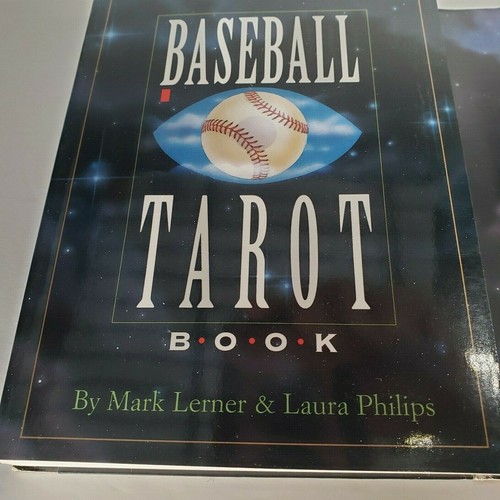 BASEBALL
TAROT
B•O•O•K
By Mark Lerner & Laura Philips